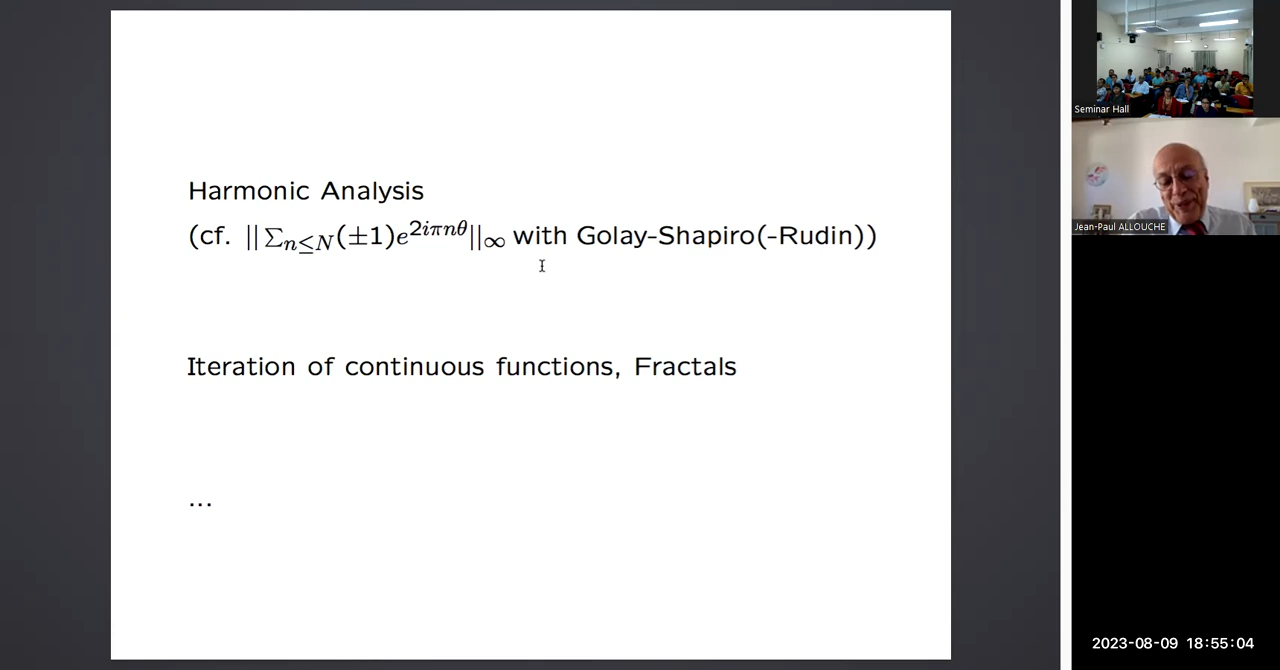 Harmonic Analysis
(cf. ||Σ_{n≤N}(±1)e^{2iπnθ}||_∞ with Golay-Shapiro(-Rudin))
Iteration of continuous functions, Fractals
...
Seminar Hall
Jean-Paul ALLOUCHE
2023-08-09 18:55:04